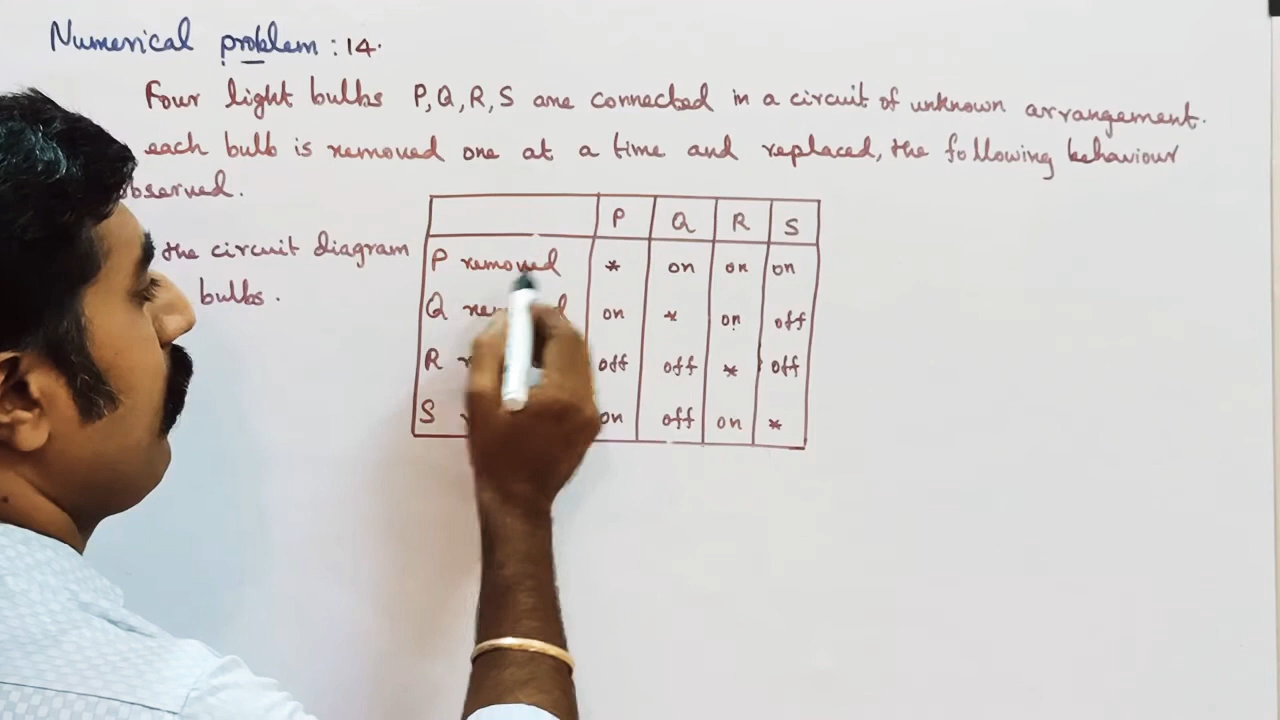 Numerical problem : 14.
Four light bulbs P, Q, R, S are connected in a circuit of unknown arrangement.
each bulb is removed one at a time and replaced, the following behaviour
observed.
the circuit diagram
bulbs.
P Q R S
P removed * on on on
Q on * on off
R off off * off
S on off on *